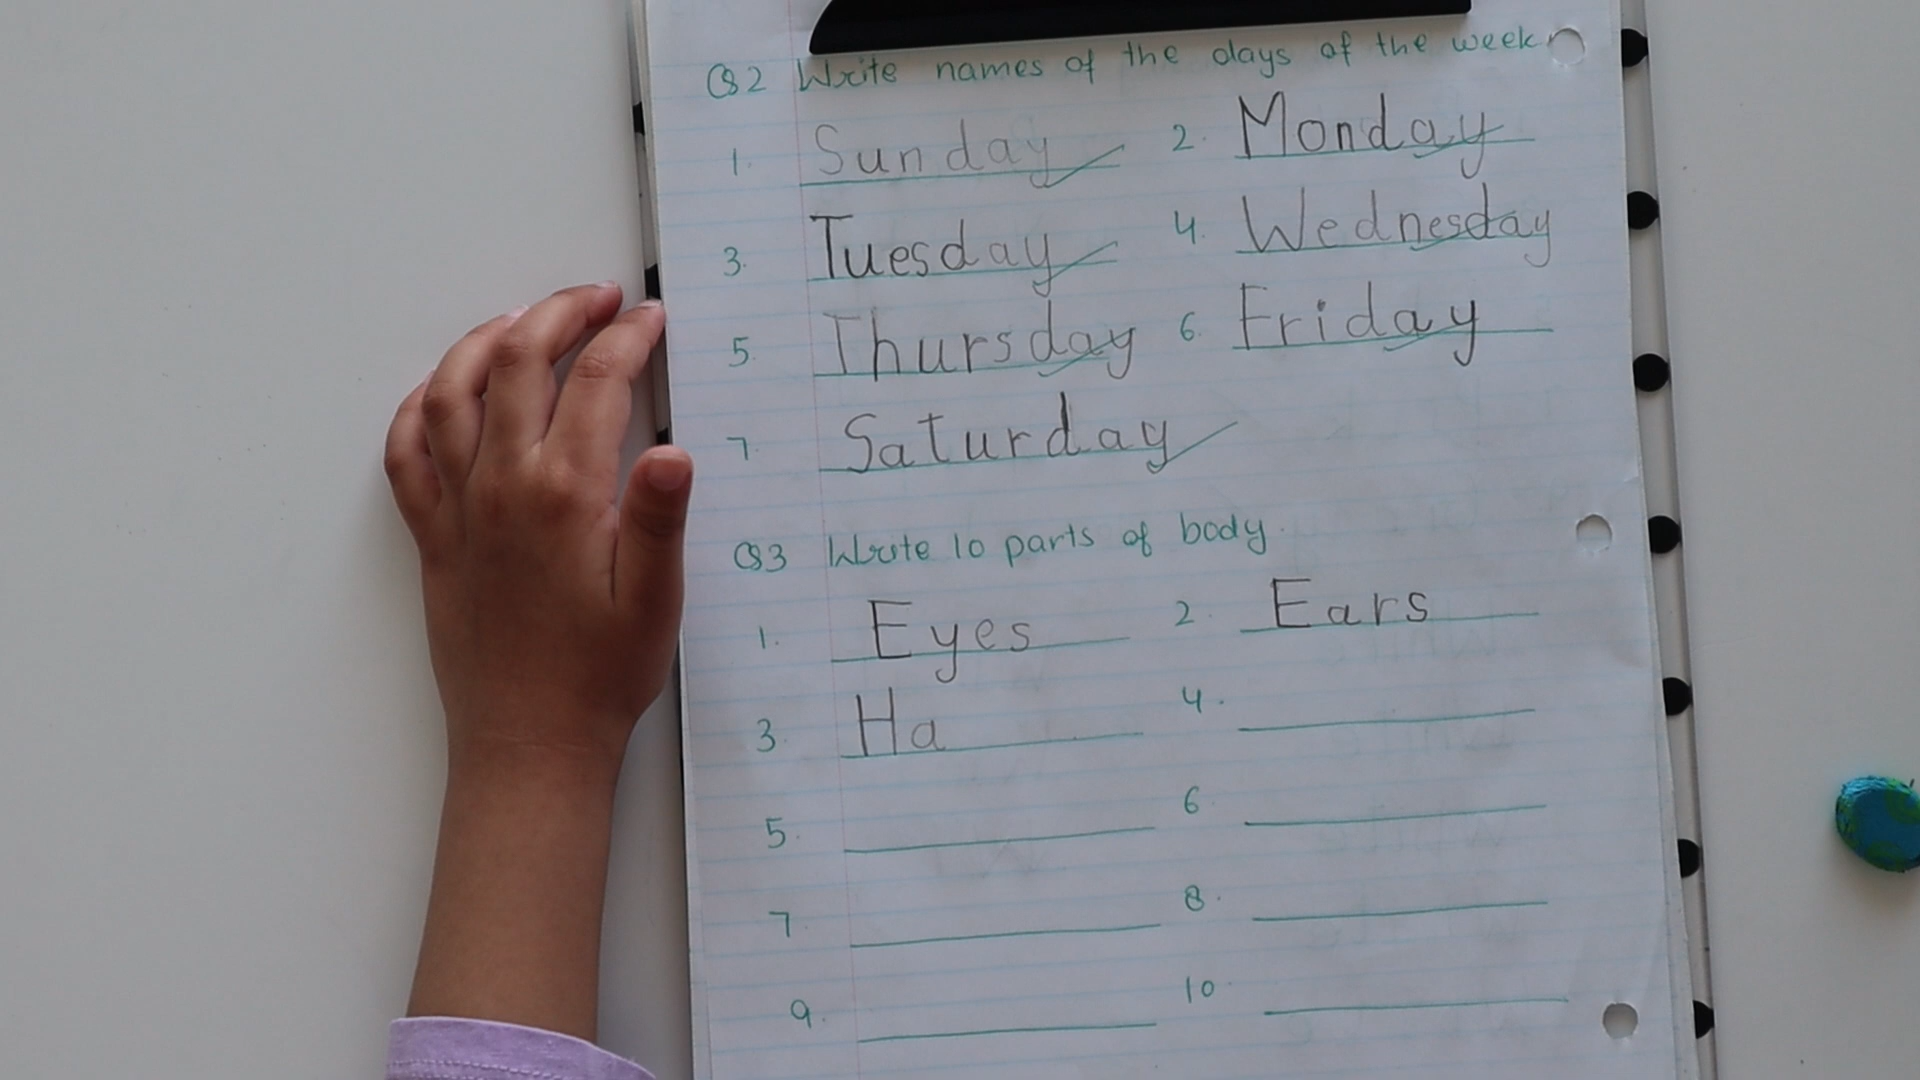 Q2 Write names of the days of the week
1. Sunday 2. Monday
3. Tuesday 4. Wednesday
5. Thursday 6. Friday
7. Saturday
Q3 Write 10 parts of body.
1. Eyes 2. Ears
3. Ha 4.
5. 6.
7. 8.
9. 10